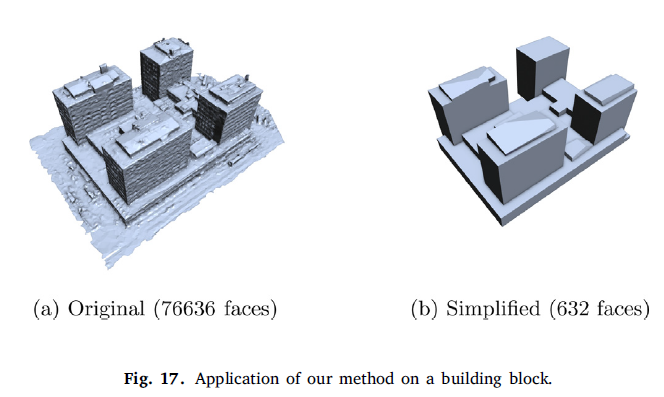 (a) Original (76636 faces)
(b) Simplified (632 faces)
Fig. 17. Application of our method on a building block.